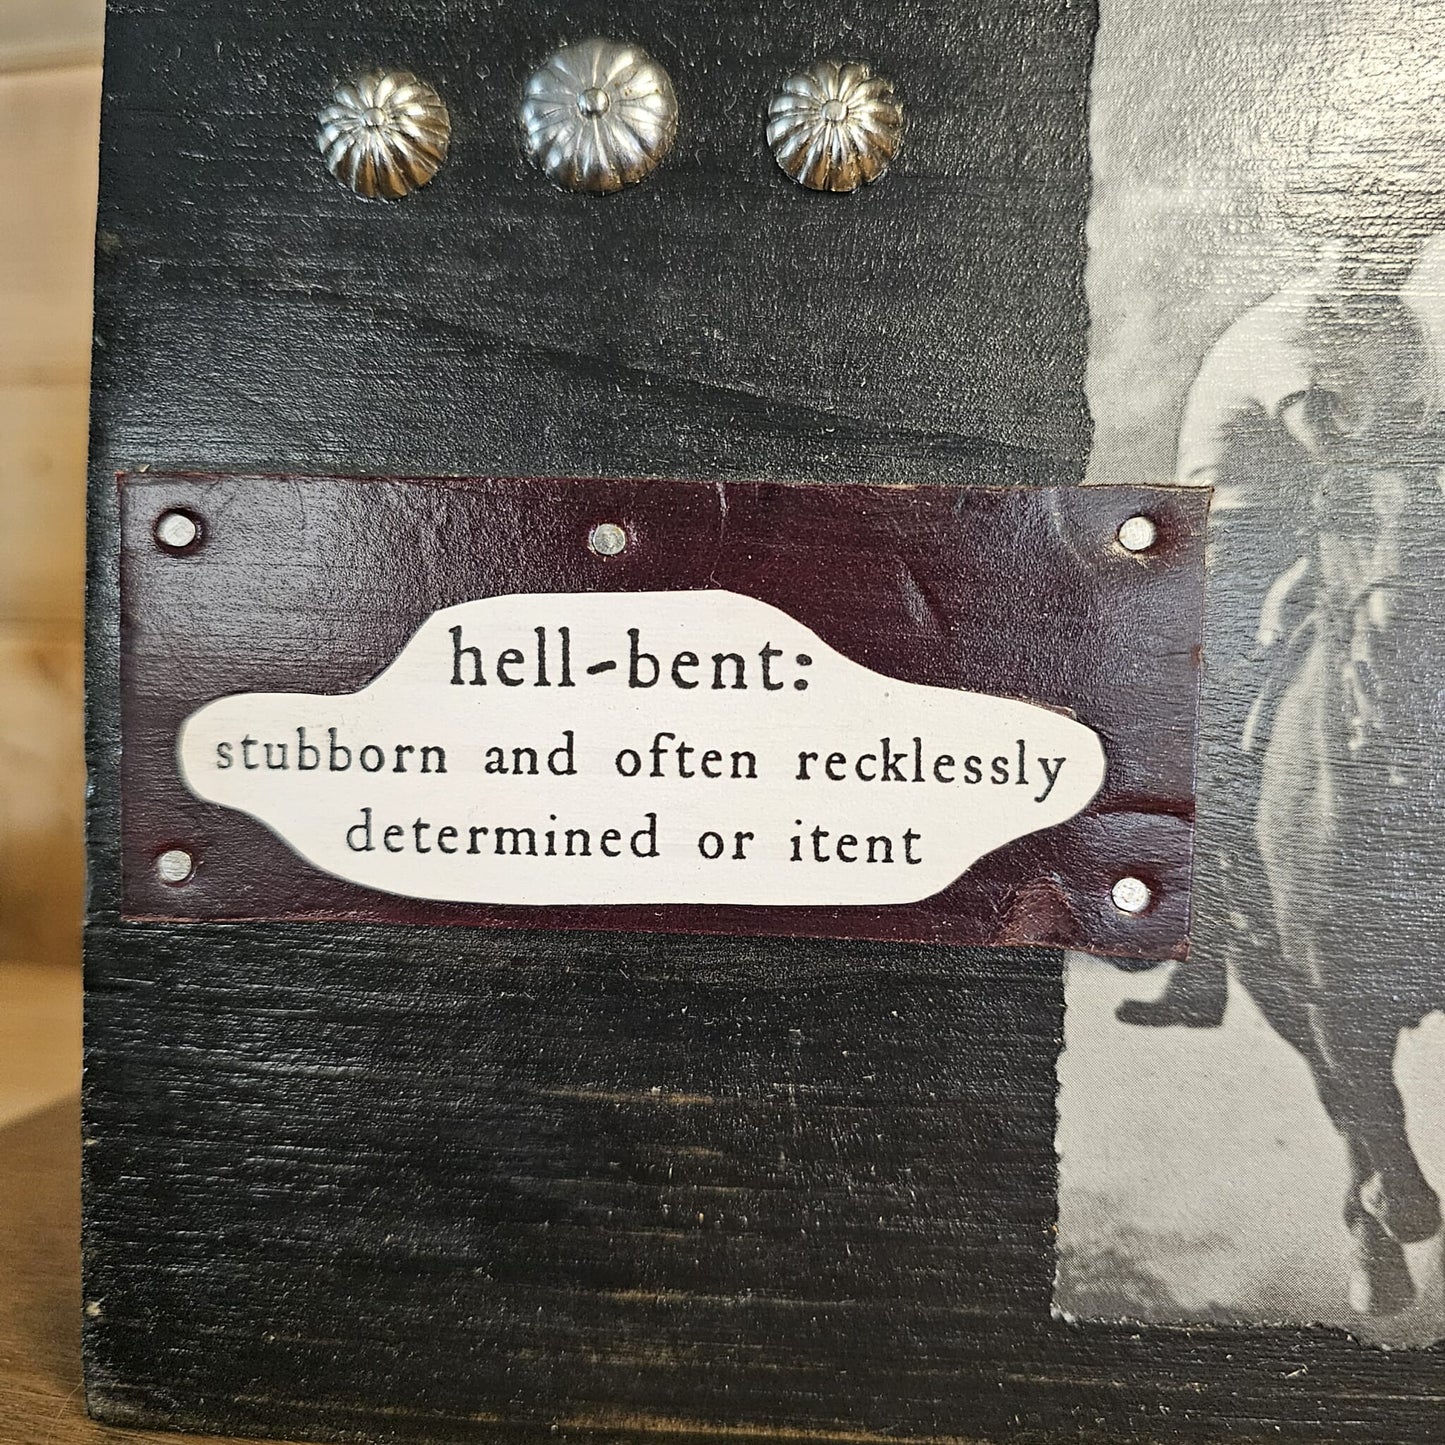 hell-bent:
stubborn and often recklessly
determined or itent